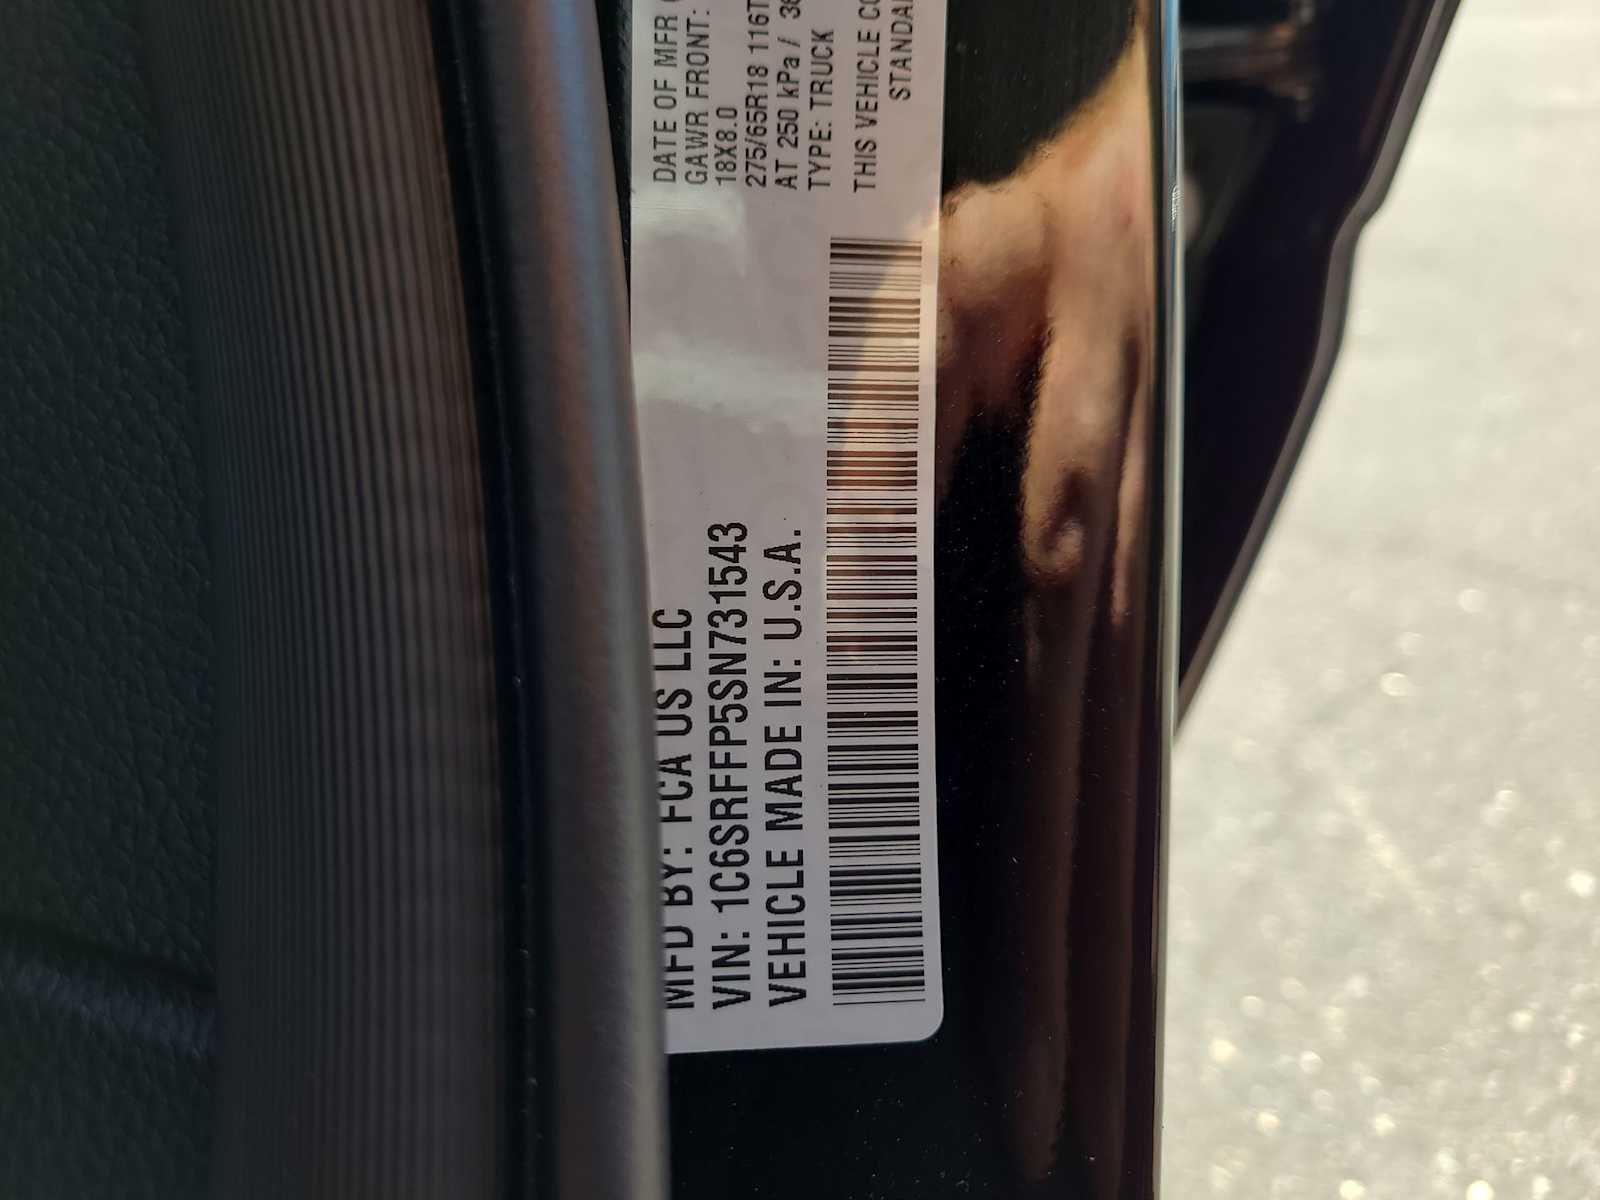 MFD BY: FCA US LLC
VIN: 1C6SRFFP5SN731543
VEHICLE MADE IN: U.S.A.
DATE OF MFR
GAWR FRONT:
18X8.0
275/65R18 116T
AT 250 kPa / 36
TYPE: TRUCK
THIS VEHICLE